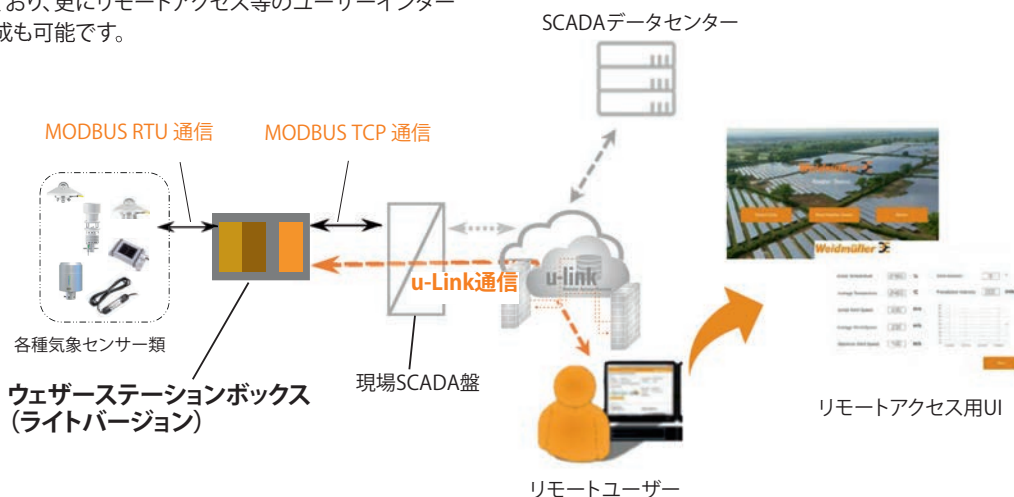 おり、更にリモートアクセス等のユーザーインター
成も可能です。
SCADAデータセンター
MODBUS RTU 通信
MODBUS TCP 通信
u-Link通信
u-link
各種気象センサー類
ウェザーステーションボックス
（ライトバージョン）
現場SCADA盤
リモートユーザー
Weidmüller
Weidmüller
リモートアクセス用UI